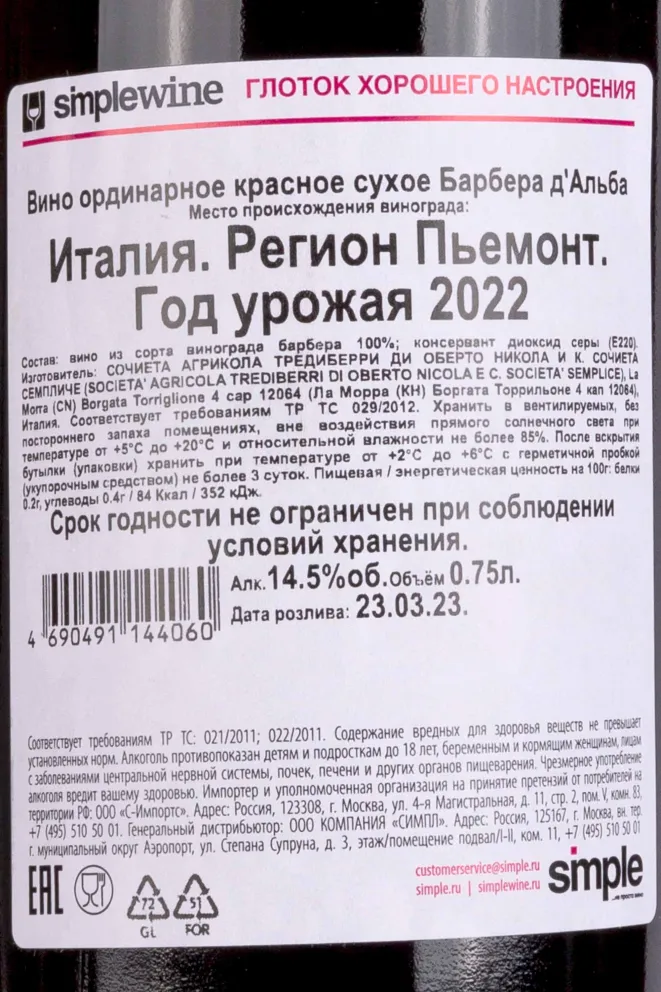 simplewine ГЛОТОК ХОРОШЕГО НАСТРОЕНИЯ
Вино ординарное красное сухое Барбера д'Альба
Место происхождения винограда:
Италия. Регион Пьемонт.
Год урожая 2022
Состав: вино из сорта винограда барбера 100%; консервант диоксид серы (E220).
Изготовитель: СОЧИЕТА АГРИКОЛА ТРЕДИБЕРРИ ДИ ОБЕРТО НИКОЛА И К. СОЧИЕТА
СЕМПЛИЧЕ (SOCIETA' AGRICOLA TREDIBERRI DI OBERTO NICOLA E C. SOCIETA' SEMPLICE), La
Morra (CN) Borgata Torriglione 4 cap 12064 (Ла Морра (КН) Боргата Торрильоне 4 кап 12064),
Италия. Соответствует требованиям ТР ТС 029/2012. Хранить в вентилируемых, без
постороннего запаха помещениях, вне воздействия прямого солнечного света при
температуре от +5°С до +20°С и относительной влажности не более 85%. После вскрытия
бутылки (упаковки) хранить при температуре от +2°С до +6°С с герметичной пробкой
(укупорочным средством) не более 3 суток. Пищевая / энергетическая ценность на 100г: белки
0.2г, углеводы 0.4г / 84 Ккал / 352 кДж.
Срок годности не ограничен при соблюдении
условий хранения.
Алк. 14.5%об. Объём 0.75л.
Дата розлива: 23.03.23.
4 690491 144060
Соответствует требованиям ТР ТС: 021/2011; 022/2011. Содержание вредных для здоровья веществ не превышает
установленных норм. Алкоголь противопоказан детям и подросткам до 18 лет, беременным и кормящим женщинам, лицам
с заболеваниями центральной нервной системы, почек, печени и других органов пищеварения. Чрезмерное употребление
алкоголя вредит вашему здоровью. Импортер и уполномоченная организация на принятие претензий от потребителей на
территории РФ: ООО «С-Импортс». Адрес: Россия, 123308, г. Москва, ул. 4-я Магистральная, д. 11, стр. 2, пом. V, комн. 83,
+7 (495) 510 50 01. Генеральный дистрибьютор: ООО КОМПАНИЯ «СИМПЛ». Адрес: Россия, 125167, г. Москва, вн. тер.
г. муниципальный округ Аэропорт, ул. Степана Супруна, д. 3, этаж/помещение подвал/I-II, ком. 11, +7 (495) 510 50 01
customerservice@simple.ru
simple.ru | simplewine.ru
simple
...не просто вино
EAC
72
GL
51
FOR